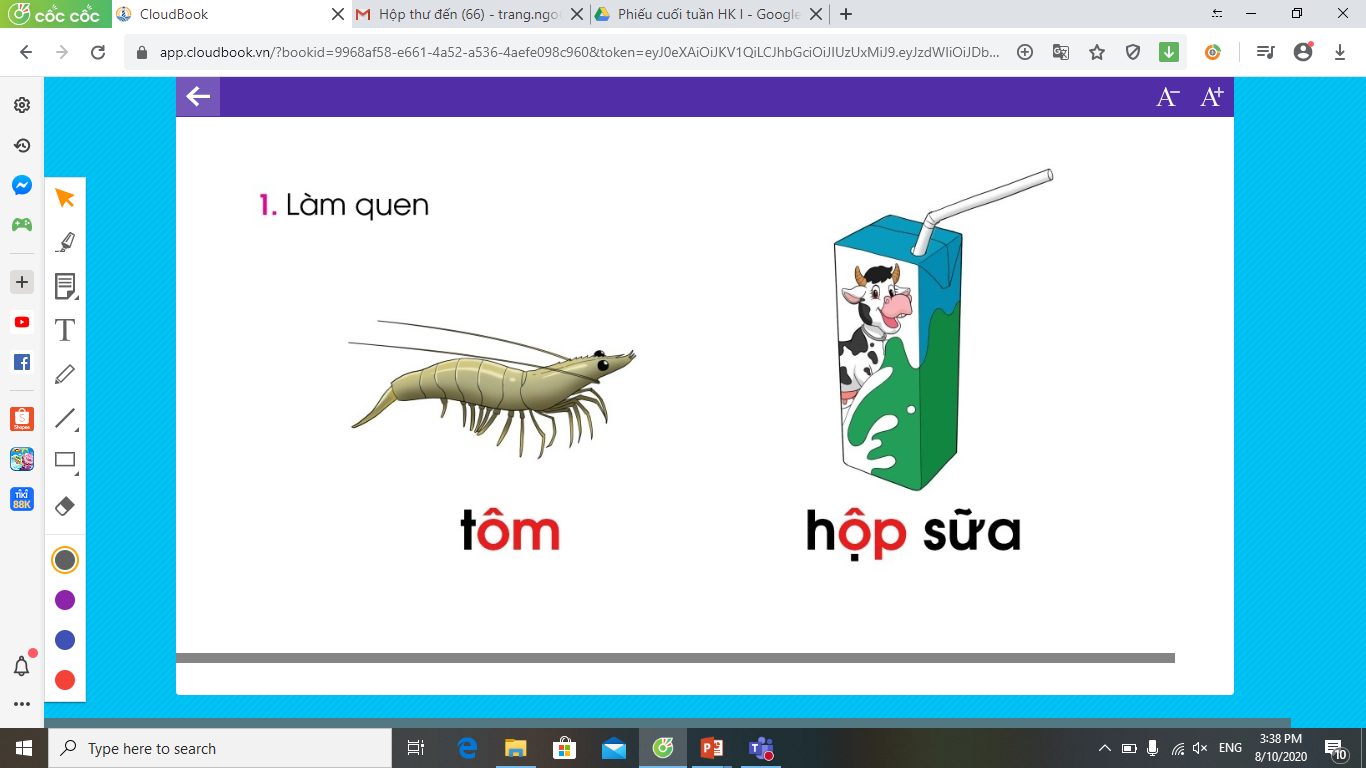 cốc cốc
CloudBook
Hộp thư đến (66) - trang.ngo
Phiếu cuối tuần HK I - Google
app.cloudbook.vn/?bookid=9968af58-e661-4a52-a536-4aefe098c960&token=eyJ0eXAiOiJKV1QiLCJhbGciOiJIUzUxMiJ9.eyJzdWIiOiJDb...
A− A+
1. Làm quen
T
tôm
hộp sữa
Shopee
TIKI
88K
Type here to search
ENG
3:38 PM
8/10/2020
10